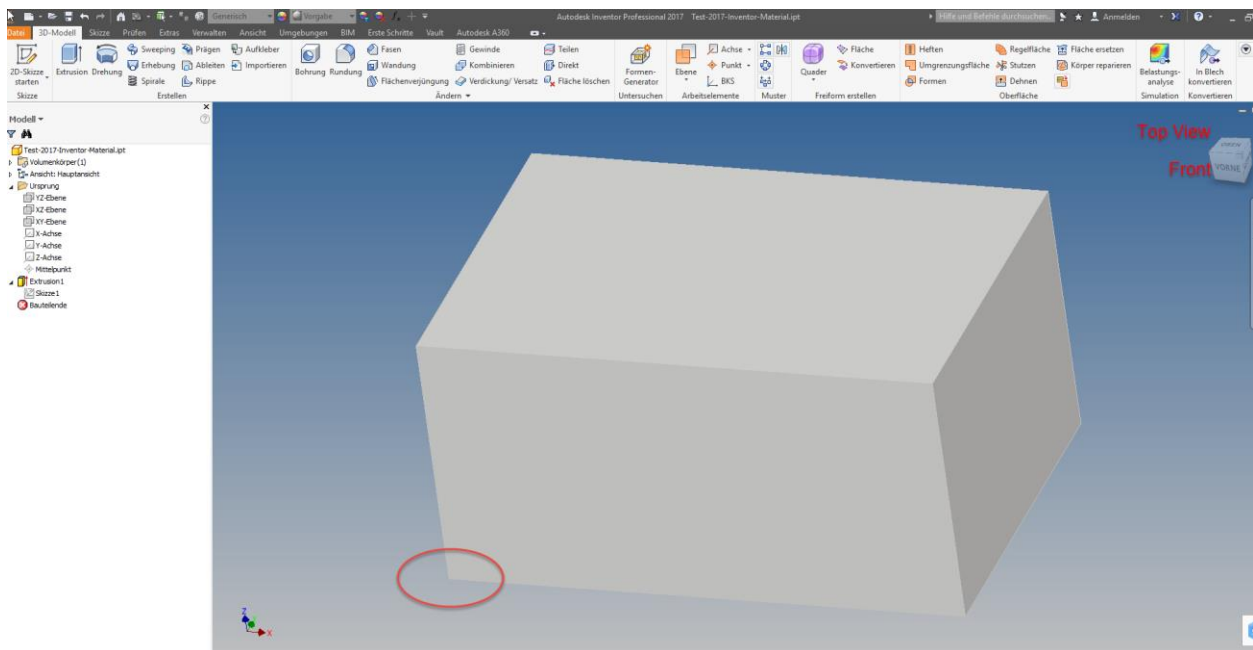 Generisch Vorgabe Autodesk Inventor Professional 2017 Test-2017-Inventor-Material.ipt Hilfe und Befehle durchsuchen... Anmelden
Datei 3D-Modell Skizze Prüfen Extras Verwalten Ansicht Umgebungen BIM Erste Schritte Vault Autodesk A360
2D-Skizze starten
Extrusion
Drehung
Sweeping Prägen Aufkleber
Erhebung Ableiten Importieren
Spirale Rippe
Bohrung
Rundung
Fasen Gewinde Teilen
Wandung Kombinieren Direkt
Flächenverjüngung Verdickung/ Versatz Fläche löschen
Formen-Generator
Ebene
Achse
Punkt
BKS
Quader
Fläche
Konvertieren
Heften Regelfläche Fläche ersetzen
Umgrenzungsfläche Stutzen Körper reparieren
Formen Dehnen
Belastungs-analyse
In Blech konvertieren
Skizze Erstellen Ändern Untersuchen Arbeitselemente Muster Freiform erstellen Oberfläche Simulation Konvertieren
Modell
Test-2017-Inventor-Material.ipt
Volumenkörper(1)
Ansicht: Hauptansicht
Ursprung
YZ-Ebene
XZ-Ebene
XY-Ebene
X-Achse
Y-Achse
Z-Achse
Mittelpunkt
Extrusion1
Skizze1
Bauteilende
Top View
Front
VORNE
Z
X